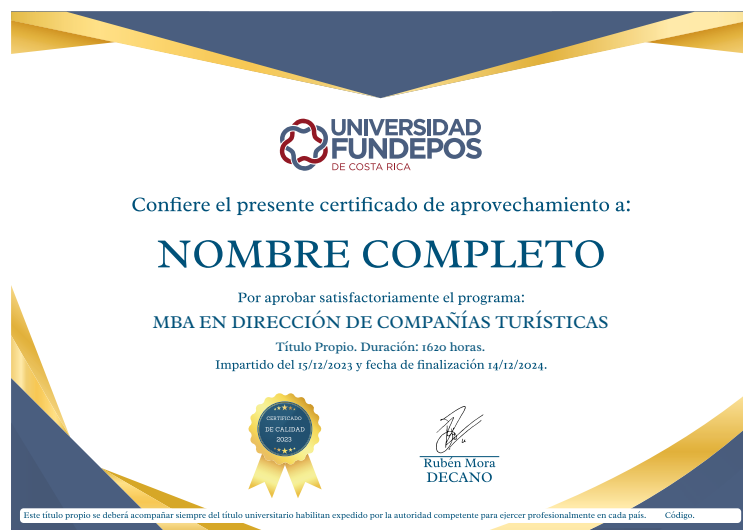 UNIVERSIDAD
FUNDEPOS
DE COSTA RICA
Confiere el presente certificado de aprovechamiento a:
NOMBRE COMPLETO
Por aprobar satisfactoriamente el programa:
MBA EN DIRECCIÓN DE COMPAÑÍAS TURÍSTICAS
Título Propio. Duración: 1620 horas.
Impartido del 15/12/2023 y fecha de finalización 14/12/2024.
CERTIFICADO
DE CALIDAD
2023
Rubén Mora
DECANO
Este título propio se deberá acompañar siempre del título universitario habilitan expedido por la autoridad competente para ejercer profesionalmente en cada país. Código.